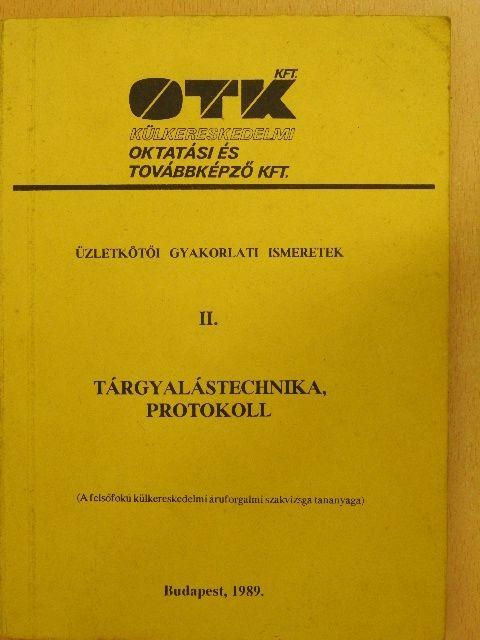 KFT.
OTK
KÜLKERESKEDELMI
OKTATÁSI ÉS
TOVÁBBKÉPZŐ KFT.
ÜZLETKÖTŐI GYAKORLATI ISMERETEK
II.
TÁRGYALÁSTECHNIKA,
PROTOKOLL
(A felsőfokú külkereskedelmi áruforgalmi szakvizsga tananyaga)
Budapest, 1989.